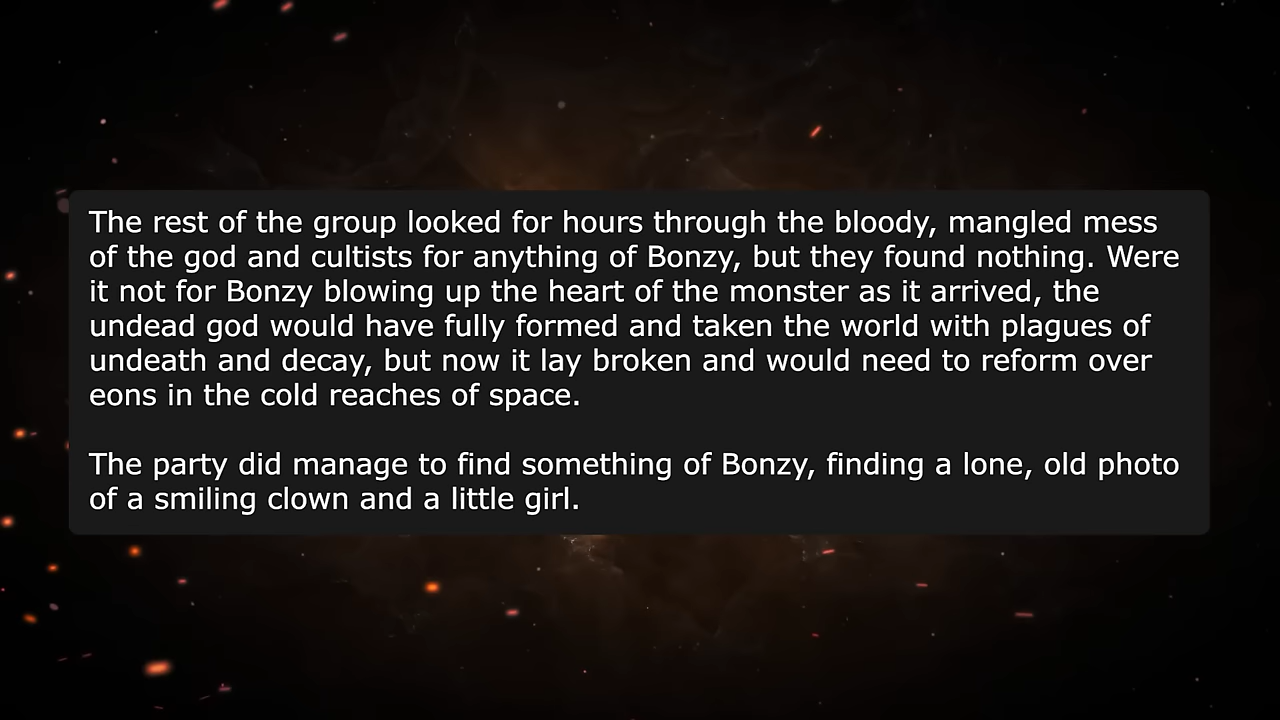 The rest of the group looked for hours through the bloody, mangled mess
of the god and cultists for anything of Bonzy, but they found nothing. Were
it not for Bonzy blowing up the heart of the monster as it arrived, the
undead god would have fully formed and taken the world with plagues of
undeath and decay, but now it lay broken and would need to reform over
eons in the cold reaches of space.
The party did manage to find something of Bonzy, finding a lone, old photo
of a smiling clown and a little girl.